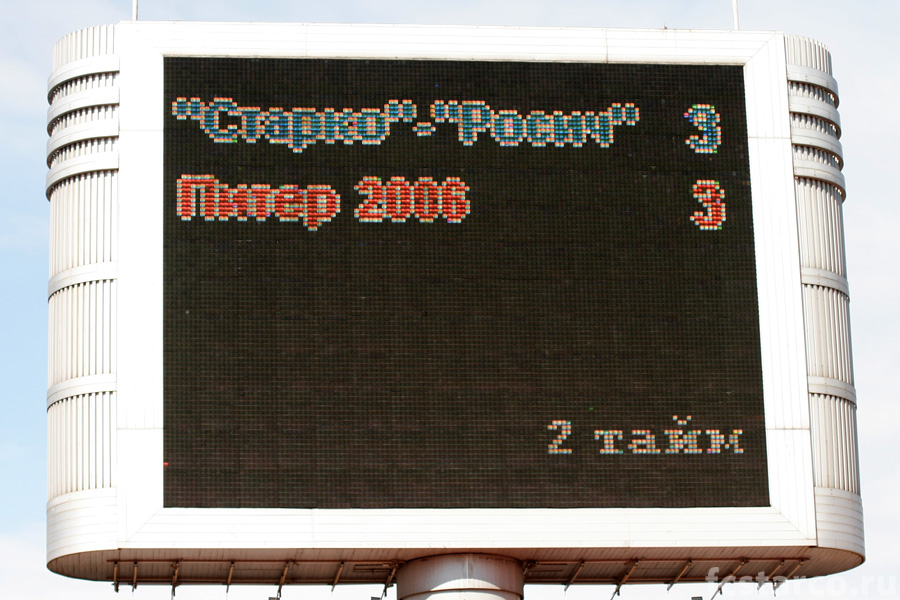 "Старко"-"Росич" 3
Питер 2006 3
2 тайм
fcstarco.ru